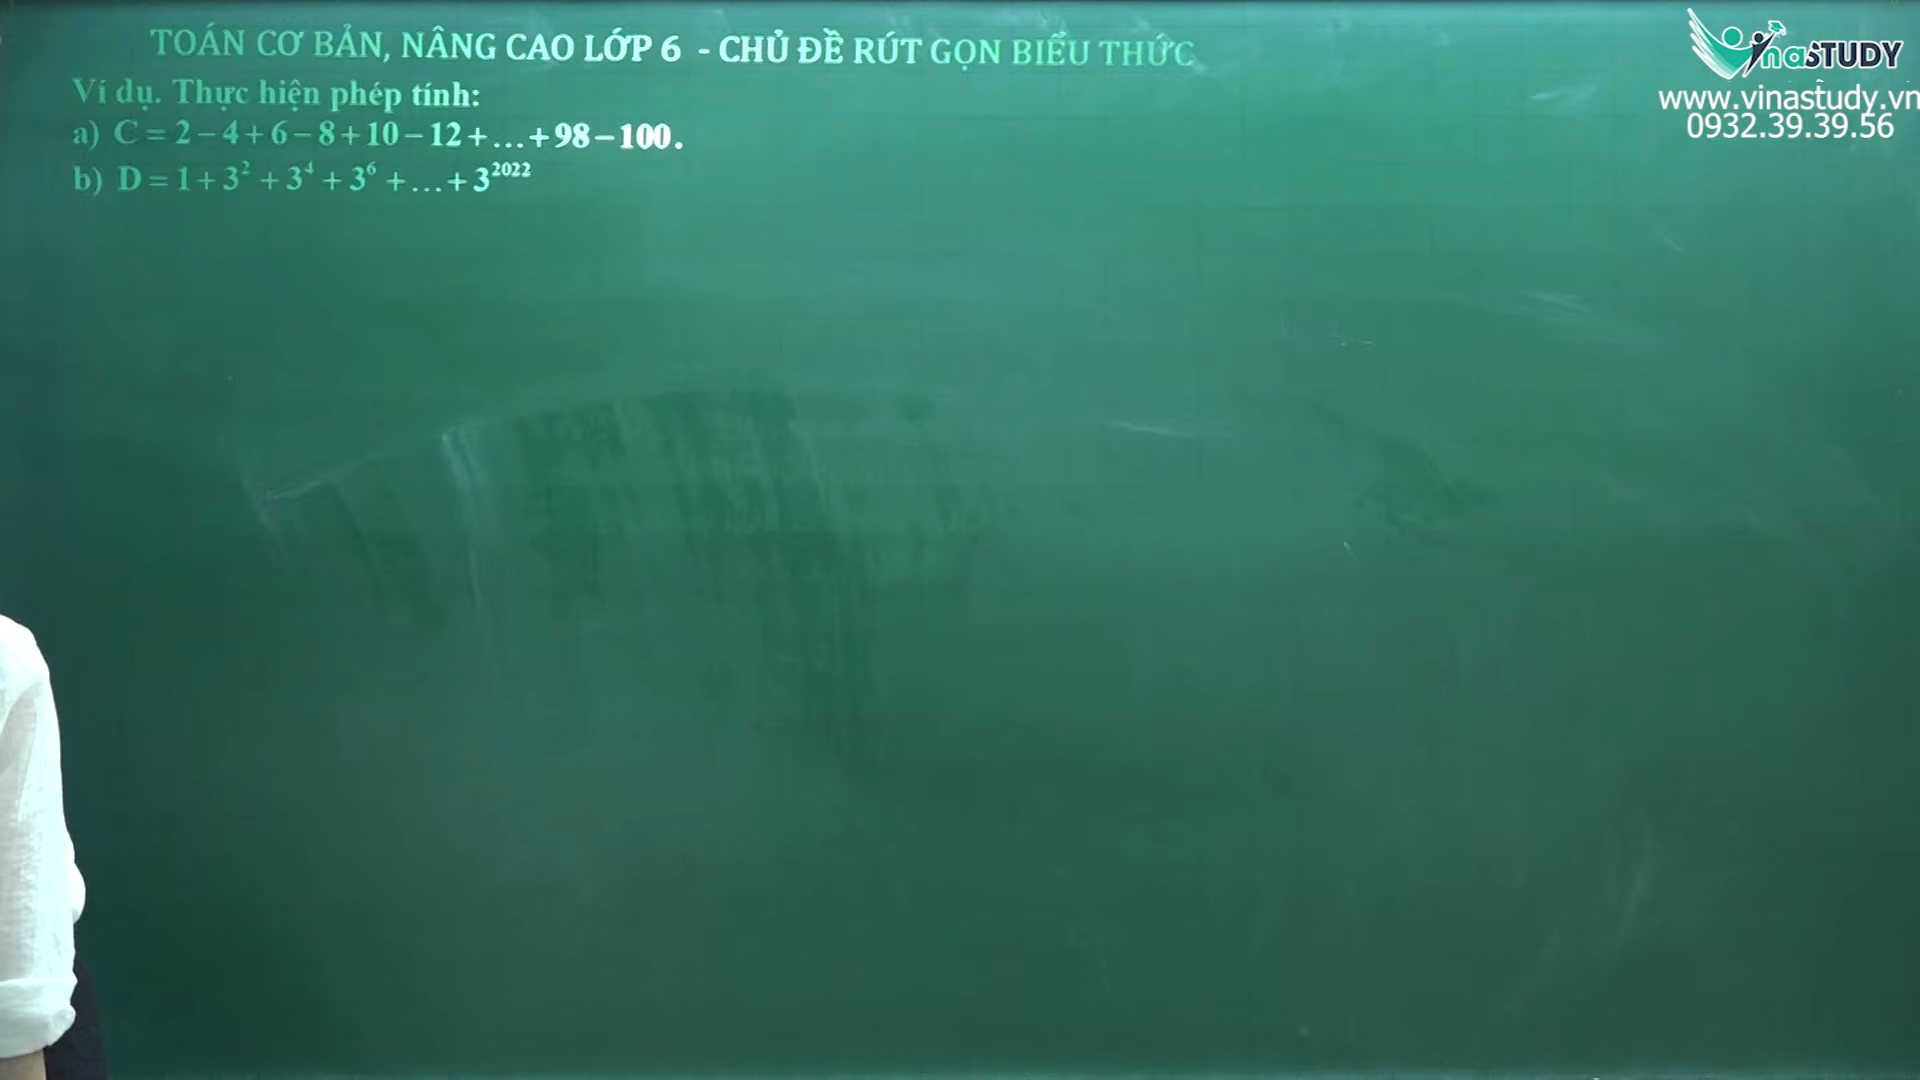 TOÁN CƠ BẢN, NÂNG CAO LỚP 6 - CHỦ ĐỀ RÚT GỌN BIỂU THỨC
Ví dụ. Thực hiện phép tính:
a) C = 2 – 4 + 6 – 8 + 10 – 12 + … + 98 – 100.
b) D = 1 + 3² + 3⁴ + 3⁶ + … + 3²⁰²²
VinaSTUDY
www.vinastudy.vn
0932.39.39.56